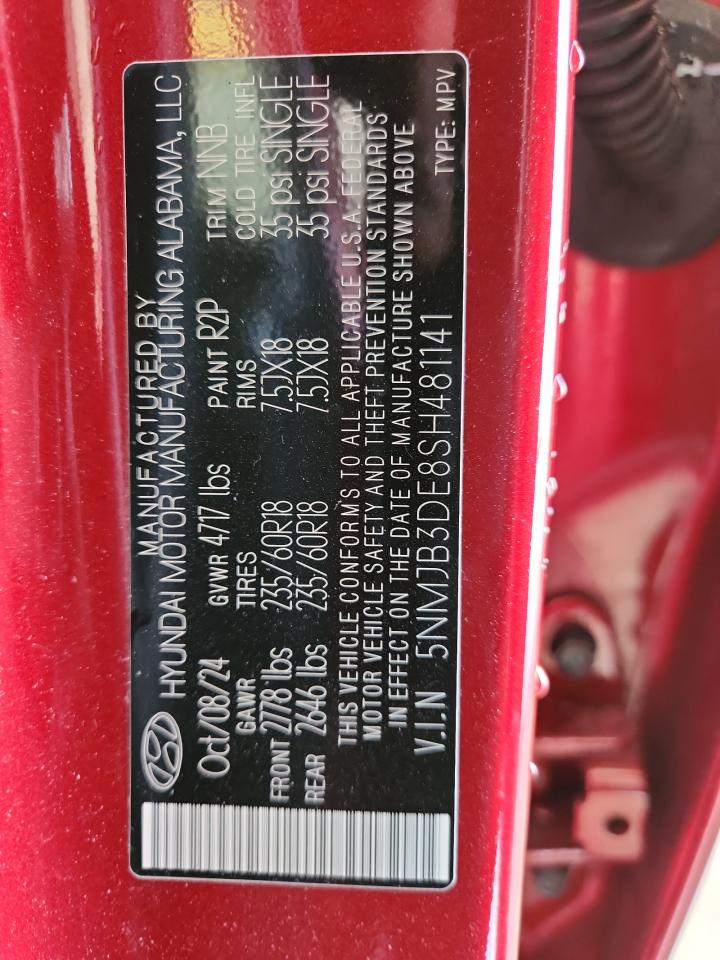 MANUFACTURED BY
HYUNDAI MOTOR MANUFACTURING ALABAMA, LLC
Oct/08/24 GVWR 4717 lbs PAINT R2P TRIM NNB
GAWR TIRES RIMS COLD TIRE INFL
FRONT 2778 lbs 235/60R18 7.5JX18 35 psi SINGLE
REAR 2646 lbs 235/60R18 7.5JX18 35 psi SINGLE
THIS VEHICLE CONFORMS TO ALL APPLICABLE U.S.A. FEDERAL
MOTOR VEHICLE SAFETY AND THEFT PREVENTION STANDARDS
IN EFFECT ON THE DATE OF MANUFACTURE SHOWN ABOVE
V.I.N 5NMJB3DE8SH481141
TYPE: MPV